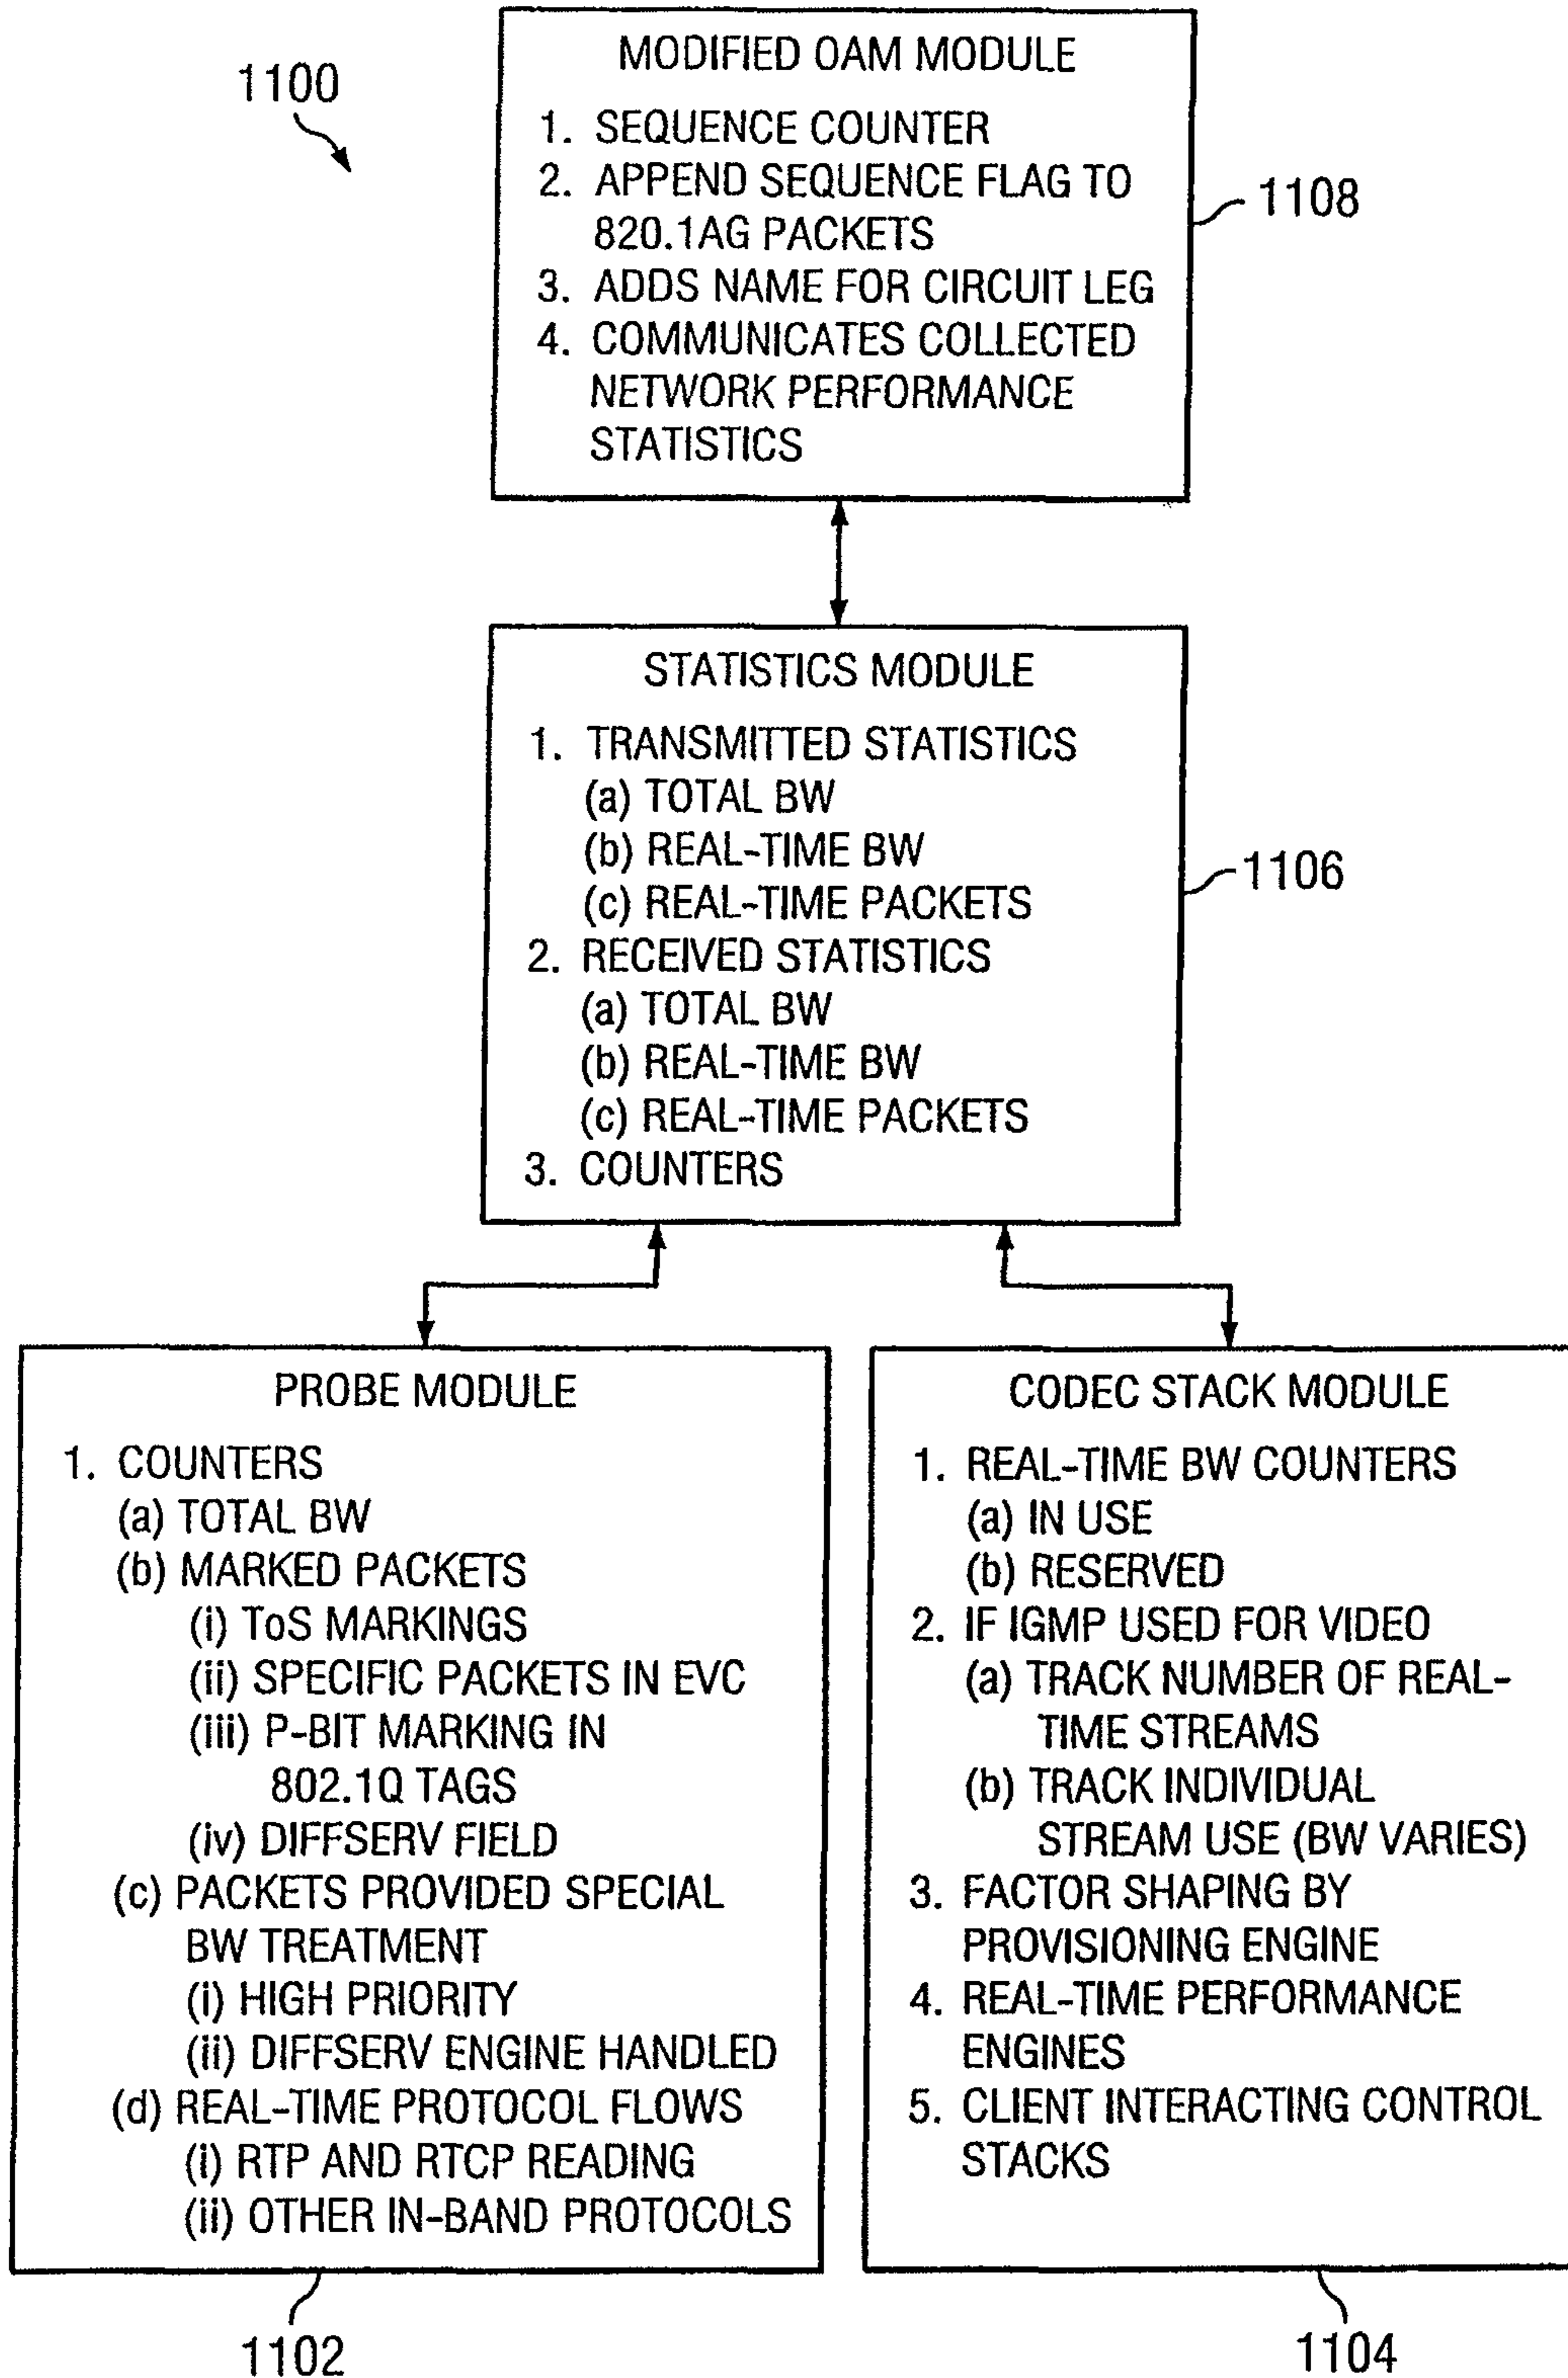 1100
MODIFIED OAM MODULE
1. SEQUENCE COUNTER
2. APPEND SEQUENCE FLAG TO
820.1AG PACKETS
3. ADDS NAME FOR CIRCUIT LEG
4. COMMUNICATES COLLECTED
NETWORK PERFORMANCE
STATISTICS
1108
STATISTICS MODULE
1. TRANSMITTED STATISTICS
(a) TOTAL BW
(b) REAL-TIME BW
(c) REAL-TIME PACKETS
2. RECEIVED STATISTICS
(a) TOTAL BW
(b) REAL-TIME BW
(c) REAL-TIME PACKETS
3. COUNTERS
1106
PROBE MODULE
1. COUNTERS
(a) TOTAL BW
(b) MARKED PACKETS
(i) ToS MARKINGS
(ii) SPECIFIC PACKETS IN EVC
(iii) P-BIT MARKING IN
802.1Q TAGS
(iv) DIFFSERV FIELD
(c) PACKETS PROVIDED SPECIAL
BW TREATMENT
(i) HIGH PRIORITY
(ii) DIFFSERV ENGINE HANDLED
(d) REAL-TIME PROTOCOL FLOWS
(i) RTP AND RTCP READING
(ii) OTHER IN-BAND PROTOCOLS
1102
CODEC STACK MODULE
1. REAL-TIME BW COUNTERS
(a) IN USE
(b) RESERVED
2. IF IGMP USED FOR VIDEO
(a) TRACK NUMBER OF REAL-
TIME STREAMS
(b) TRACK INDIVIDUAL
STREAM USE (BW VARIES)
3. FACTOR SHAPING BY
PROVISIONING ENGINE
4. REAL-TIME PERFORMANCE
ENGINES
5. CLIENT INTERACTING CONTROL
STACKS
1104